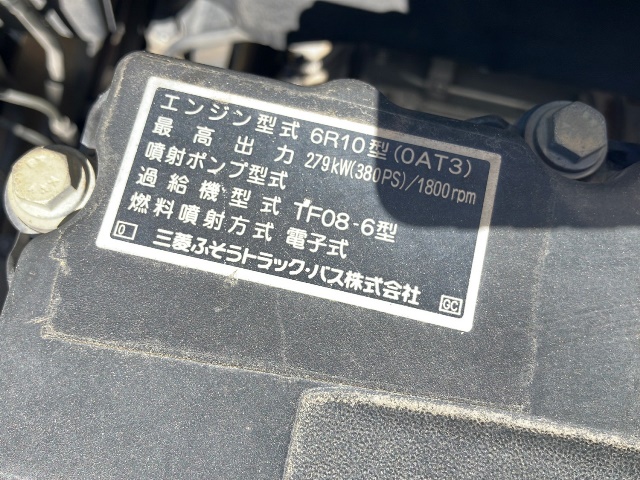 エンジン型式 6R10型(0AT3)
最高出力 279kW(380PS)/1800rpm
噴射ポンプ型式
過給機型式 TF08-6型
燃料噴射方式 電子式
0 三菱ふそうトラック・バス株式会社 GC